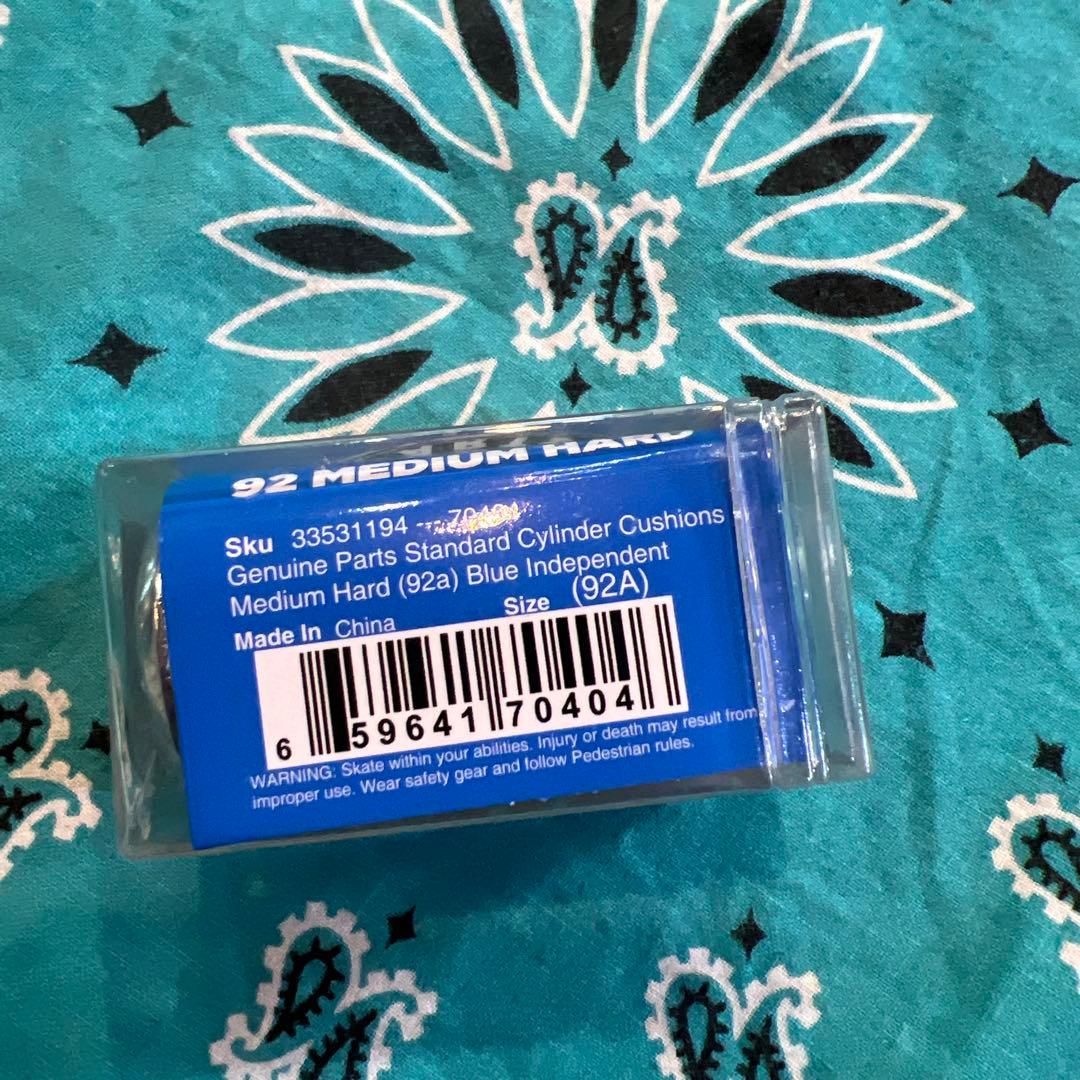 92 MEDIUM HARD
Sku 33531194
Genuine Parts Standard Cylinder Cushions
Medium Hard (92a) Blue Independent
Size (92A)
Made In China
6 59641 70404
WARNING: Skate within your abilities. Injury or death may result from
improper use. Wear safety gear and follow Pedestrian rules.